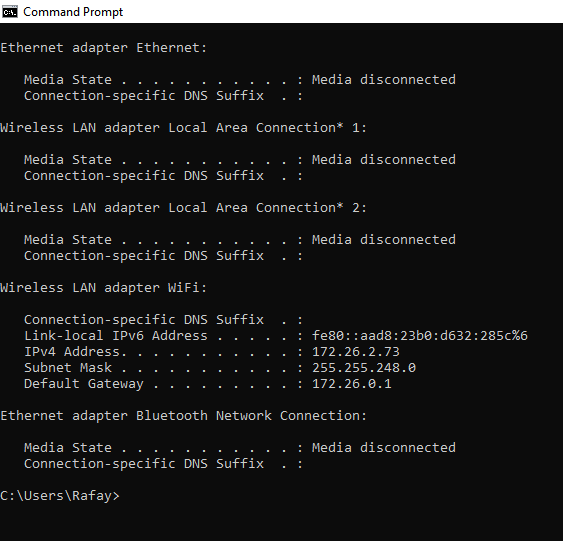 Command Prompt
Ethernet adapter Ethernet:
Media State . . . . . . . . . . . : Media disconnected
Connection-specific DNS Suffix  . :
Wireless LAN adapter Local Area Connection* 1:
Media State . . . . . . . . . . . : Media disconnected
Connection-specific DNS Suffix  . :
Wireless LAN adapter Local Area Connection* 2:
Media State . . . . . . . . . . . : Media disconnected
Connection-specific DNS Suffix  . :
Wireless LAN adapter WiFi:
Connection-specific DNS Suffix  . :
Link-local IPv6 Address . . . . . : fe80::aad8:23b0:d632:285c%6
IPv4 Address. . . . . . . . . . . : 172.26.2.73
Subnet Mask . . . . . . . . . . . : 255.255.248.0
Default Gateway . . . . . . . . . : 172.26.0.1
Ethernet adapter Bluetooth Network Connection:
Media State . . . . . . . . . . . : Media disconnected
Connection-specific DNS Suffix  . :
C:\Users\Rafay>